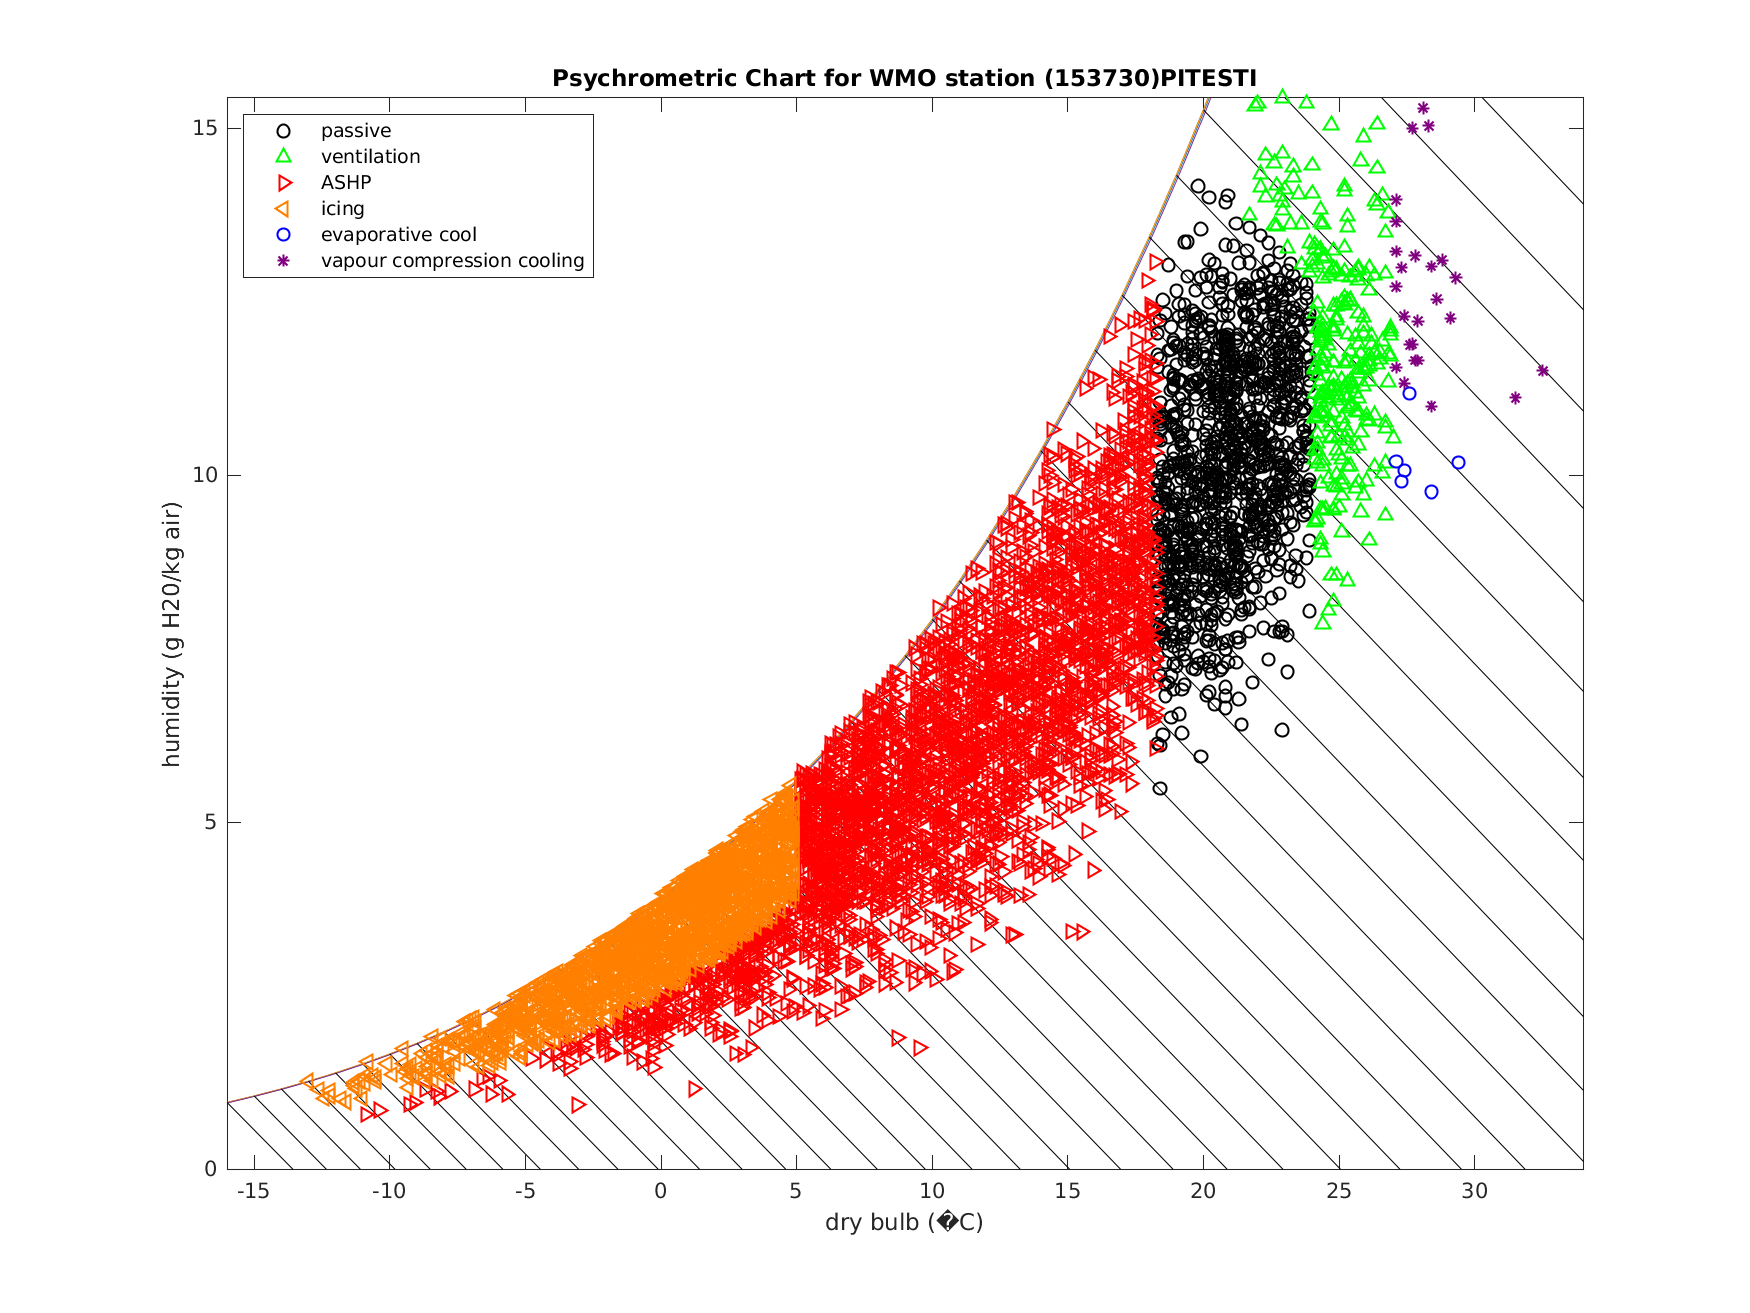 Psychrometric Chart for WMO station (153730)PITESTI
passive
ventilation
ASHP
icing
evaporative cool
vapour compression cooling
humidity (g H20/kg air)
15
10
5
0
-15 -10 -5 0 5 10 15 20 25 30
dry bulb (�C)